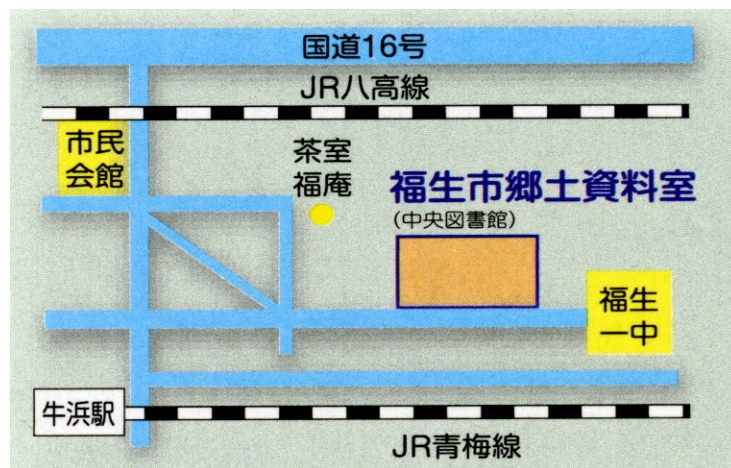 国道16号
JR八高線
市民
会館
茶室
福庵
福生市郷土資料室
(中央図書館)
福生
一中
牛浜駅
JR青梅線